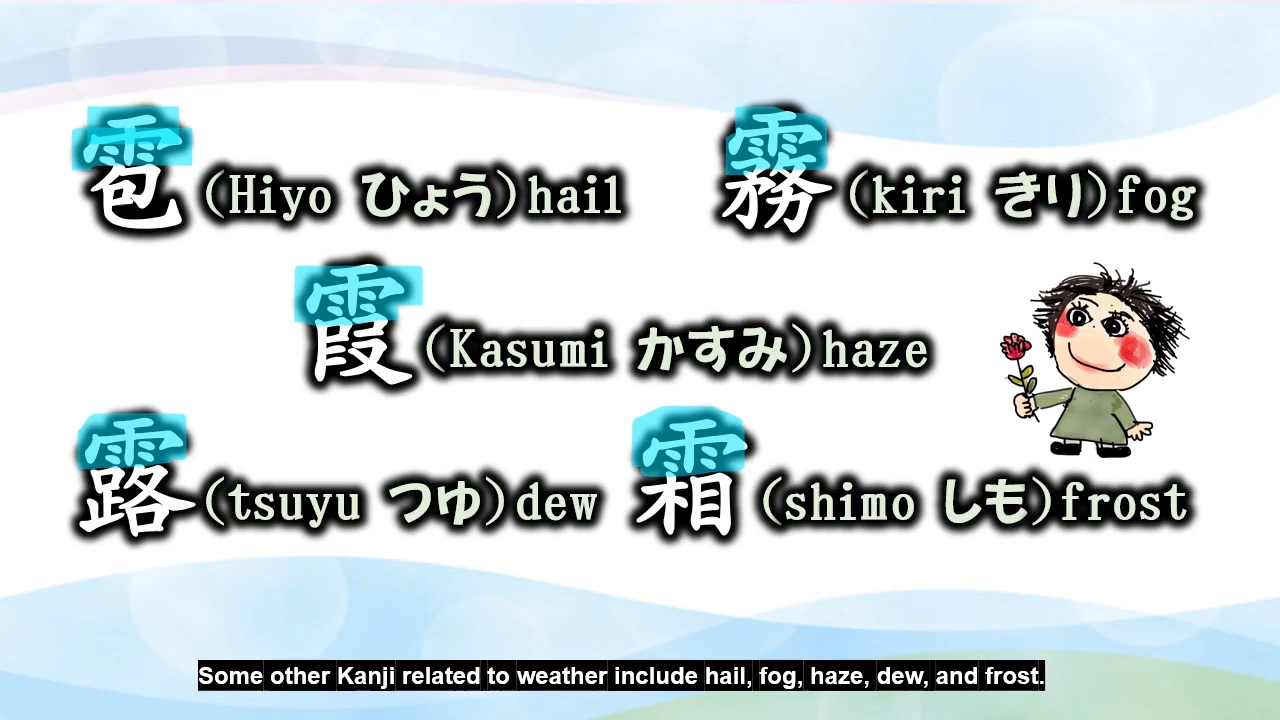 雹(Hiyo ひょう)hail
霧(kiri きり)fog
霞(Kasumi かすみ)haze
露(tsuyu つゆ)dew
霜(shimo しも)frost
Some other Kanji related to weather include hail, fog, haze, dew, and frost.